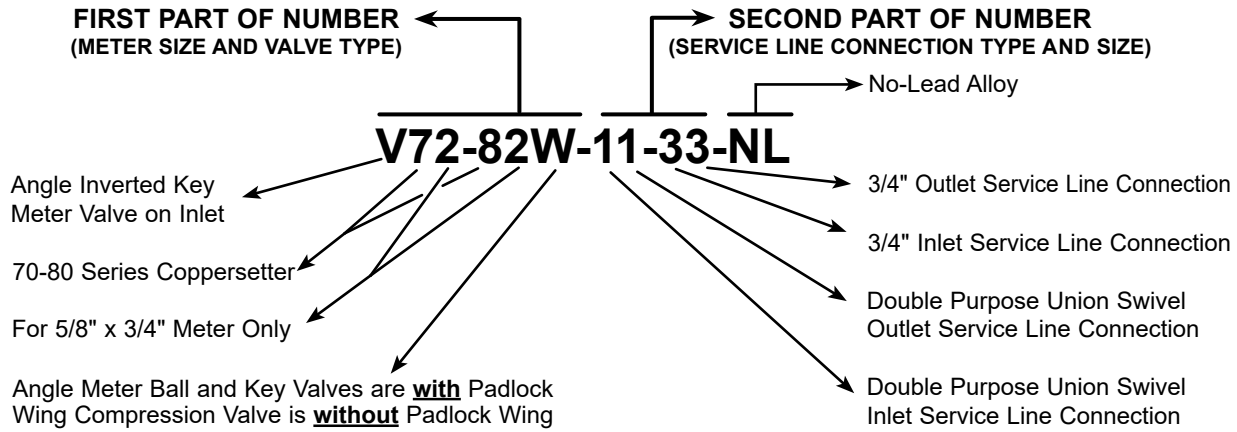 FIRST PART OF NUMBER
(METER SIZE AND VALVE TYPE)
SECOND PART OF NUMBER
(SERVICE LINE CONNECTION TYPE AND SIZE)
No-Lead Alloy
V72-82W-11-33-NL
Angle Inverted Key
Meter Valve on Inlet
70-80 Series Coppersetter
For 5/8" x 3/4" Meter Only
Angle Meter Ball and Key Valves are with Padlock
Wing Compression Valve is without Padlock Wing
3/4" Outlet Service Line Connection
3/4" Inlet Service Line Connection
Double Purpose Union Swivel
Outlet Service Line Connection
Double Purpose Union Swivel
Inlet Service Line Connection